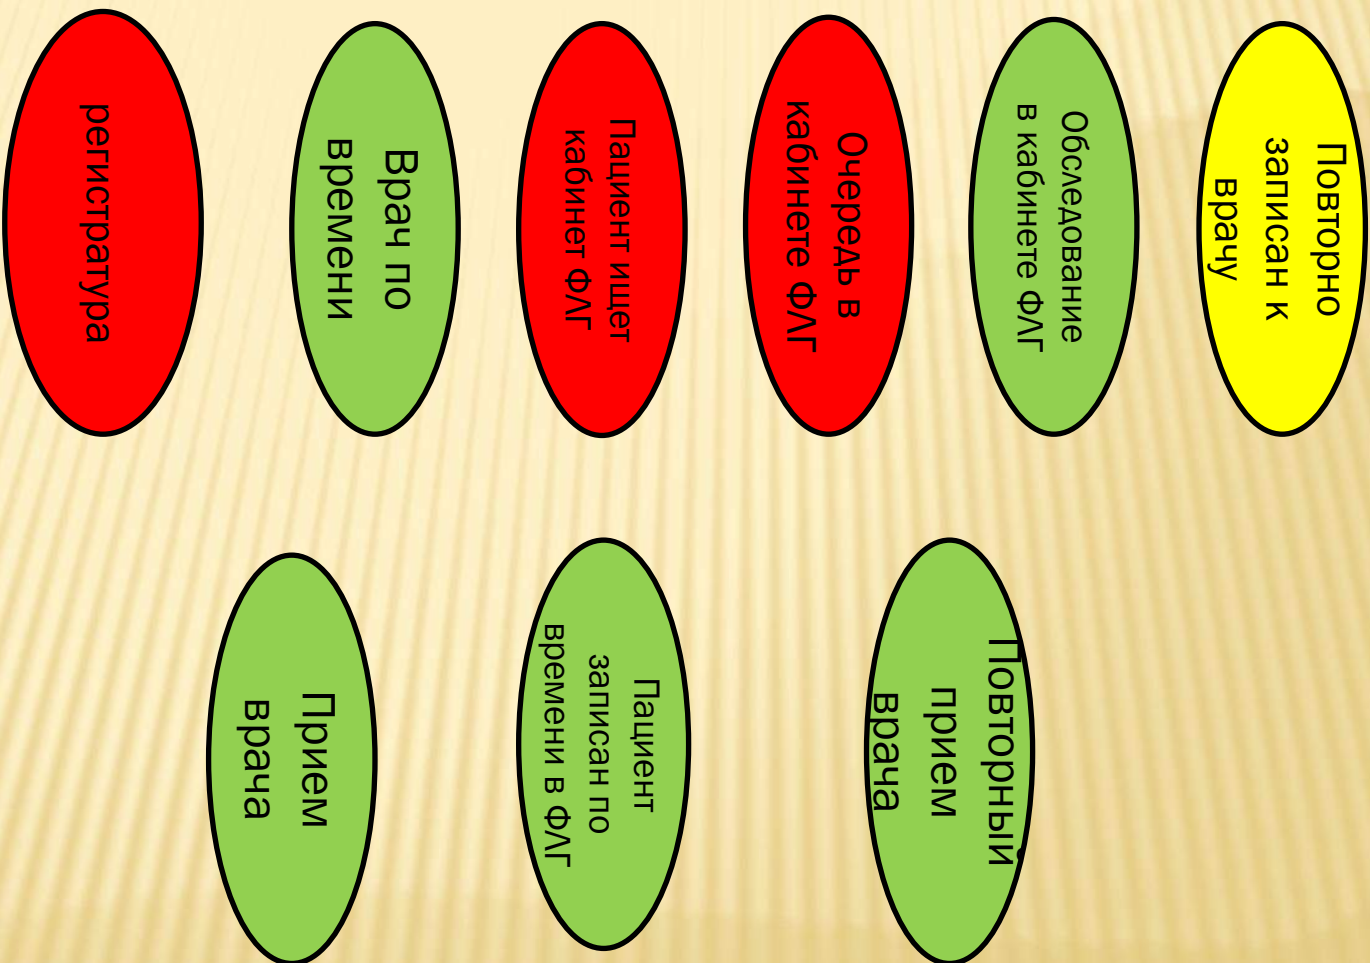 регистратура
Врач по
времени
Пациент ищет
кабинет ФЛГ
Очередь в
кабинете ФЛГ
Обследование
в кабинете ФЛГ
Повторно
записан к
врачу
Прием
врача
Пациент
записан по
времени в ФЛГ
Повторный
прием
врача